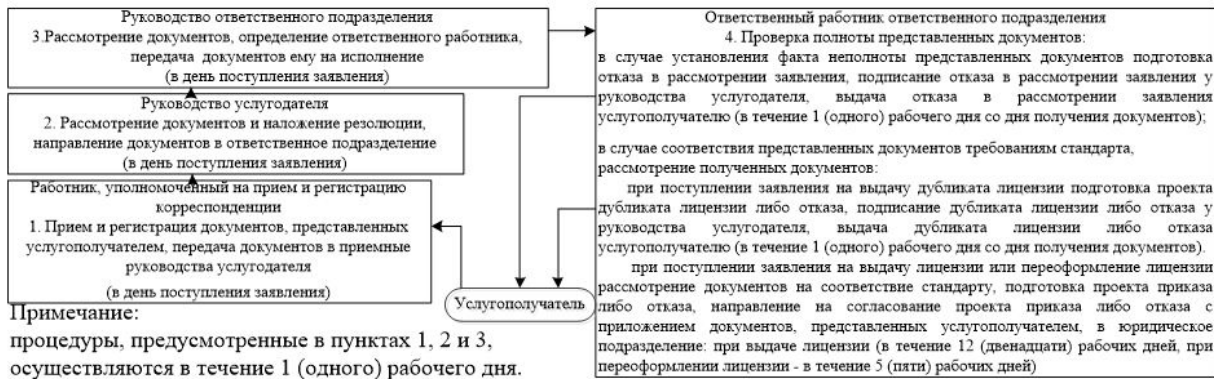 Руководство ответственного подразделения
3.Рассмотрение документов, определение ответственного работника,
передача документов ему на исполнение
(в день поступления заявления)
Руководство услугодателя
2. Рассмотрение документов и наложение резолюции,
направление документов в ответственное подразделение
(в день поступления заявления)
Работник, уполномоченный на прием и регистрацию
корреспонденции
1. Прием и регистрация документов, представленных
услугополучателем, передача документов в приемные
руководства услугодателя
(в день поступления заявления)
Услугополучатель
Примечание:
процедуры, предусмотренные в пунктах 1, 2 и 3,
осуществляются в течение 1 (одного) рабочего дня.
Ответственный работник ответственного подразделения
4. Проверка полноты представленных документов:
в случае установления факта неполноты представленных документов подготовка
отказа в рассмотрении заявления, подписание отказа в рассмотрении заявления у
руководства услугодателя, выдача отказа в рассмотрении заявления
услугополучателю (в течение 1 (одного) рабочего дня со дня получения документов);
в случае соответствия представленных документов требованиям стандарта,
рассмотрение полученных документов:
при поступлении заявления на выдачу дубликата лицензии подготовка проекта
дубликата лицензии либо отказа, подписание дубликата лицензии либо отказа у
руководства услугодателя, выдача дубликата лицензии либо отказа
услугополучателю (в течение 1 (одного) рабочего дня со дня получения документов).
при поступлении заявления на выдачу лицензии или переоформление лицензии
рассмотрение документов на соответствие стандарту, подготовка проекта приказа
либо отказа, направление на согласование проекта приказа либо отказа с
приложением документов, представленных услугополучателем, в юридическое
подразделение: при выдаче лицензии (в течение 12 (двенадцати) рабочих дней, при
переоформлении лицензии - в течение 5 (пяти) рабочих дней)